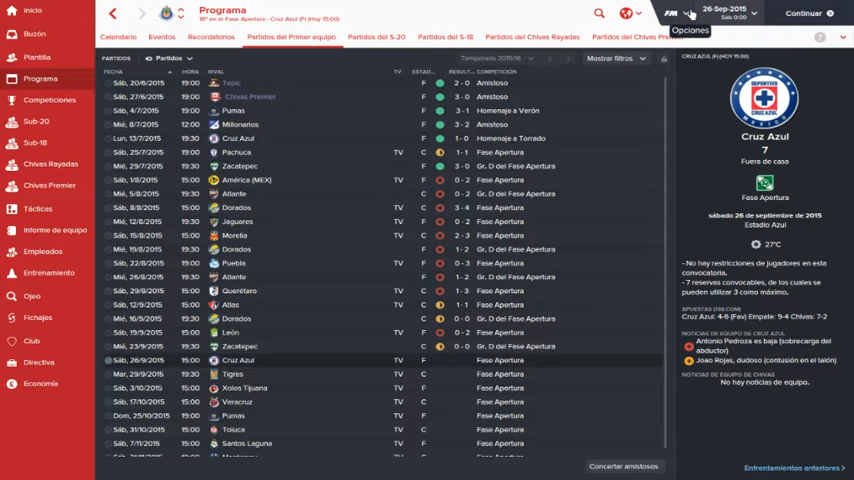 Programa
18º en el Fase Apertura - Cruz Azul (F) (Hoy 15:00)
FM
26-Sep-2015
Sáb 0:00
Continuar
Opciones
Inicio
Buzón
Plantilla
Programa
Competiciones
Sub-20
Sub-18
Chivas Rayadas
Chivas Premier
Tácticas
Informe de equipo
Empleados
Entrenamiento
Ojeo
Fichajes
Club
Directiva
Economía
Calendario Eventos Recordatorios Partidos del Primer equipo Partidos del S-20 Partidos del S-18 Partidos del Chivas Rayadas Partidos del Chivas Premier
PARTIDOS Partidos Temporada 2015/16 Mostrar filtros
FECHA HORA RIVAL TV ESTAD... RESULT... COMPETICIÓN
Sáb, 20/6/2015 19:00 Tepic F 2 - 0 Amistoso
Sáb, 27/6/2015 19:00 Chivas Premier F 3 - 0 Amistoso
Sáb, 4/7/2015 19:00 Pumas F 3 - 1 Homenaje a Verón
Mié, 8/7/2015 12:00 Millonarios F 3 - 2 Amistoso
Lun, 13/7/2015 19:30 Cruz Azul C 1 - 0 Homenaje a Torrado
Sáb, 25/7/2015 19:00 Pachuca TV C 1 - 1 Fase Apertura
Mié, 29/7/2015 19:30 Zacatepec F 3 - 0 Gr. D del Fase Apertura
Sáb, 1/8/2015 15:00 América (MEX) TV F 0 - 2 Fase Apertura
Mié, 5/8/2015 19:30 Atlante C 0 - 2 Gr. D del Fase Apertura
Sáb, 8/8/2015 15:00 Dorados TV C 3 - 4 Fase Apertura
Mié, 12/8/2015 19:30 Jaguares TV F 0 - 2 Fase Apertura
Sáb, 15/8/2015 15:00 Morelia TV C 2 - 3 Fase Apertura
Mié, 19/8/2015 19:30 Dorados F 1 - 2 Gr. D del Fase Apertura
Sáb, 22/8/2015 19:00 Puebla TV F 0 - 3 Fase Apertura
Mié, 26/8/2015 19:30 Atlante F 1 - 2 Gr. D del Fase Apertura
Sáb, 29/8/2015 15:00 Querétaro TV C 1 - 3 Fase Apertura
Sáb, 12/9/2015 15:00 Atlas TV C 1 - 1 Fase Apertura
Mié, 16/9/2015 19:30 Dorados C 0 - 0 Gr. D del Fase Apertura
Sáb, 19/9/2015 15:00 León TV F 0 - 2 Fase Apertura
Mié, 23/9/2015 19:30 Zacatepec C 0 - 0 Gr. D del Fase Apertura
Sáb, 26/9/2015 15:00 Cruz Azul TV F Fase Apertura
Mar, 29/9/2015 19:30 Tigres TV C Fase Apertura
Sáb, 3/10/2015 15:00 Xolos Tijuana TV F Fase Apertura
Sáb, 17/10/2015 15:00 Veracruz TV C Fase Apertura
Dom, 25/10/2015 19:00 Pumas TV F Fase Apertura
Sáb, 31/10/2015 15:00 Toluca TV C Fase Apertura
Sáb, 7/11/2015 15:00 Santos Laguna TV F Fase Apertura
Concertar amistosos
CRUZ AZUL (F) (HOY 15:00)
DEPORTIVO
CRUZ AZUL
MEXICO
Cruz Azul
7
Fuera de casa
Fase Apertura
sábado 26 de septiembre de 2015
Estadio Azul
27°C
- No hay restricciones de jugadores en esta
convocatoria.
- 7 reservas convocables, de los cuales se
pueden utilizar 3 como máximo.
Cruz Azul: 4-6 (Fav) Empate: 9-4 Chivas: 7-2
NOTICIAS DE EQUIPO DE CRUZ AZUL
Antonio Pedroza es baja (sobrecarga del
abductor)
Joao Rojas, dudoso (contusión en el talón)
NOTICIAS DE EQUIPO DE CHIVAS
No hay noticias de equipo.
Enfrentamientos anteriores